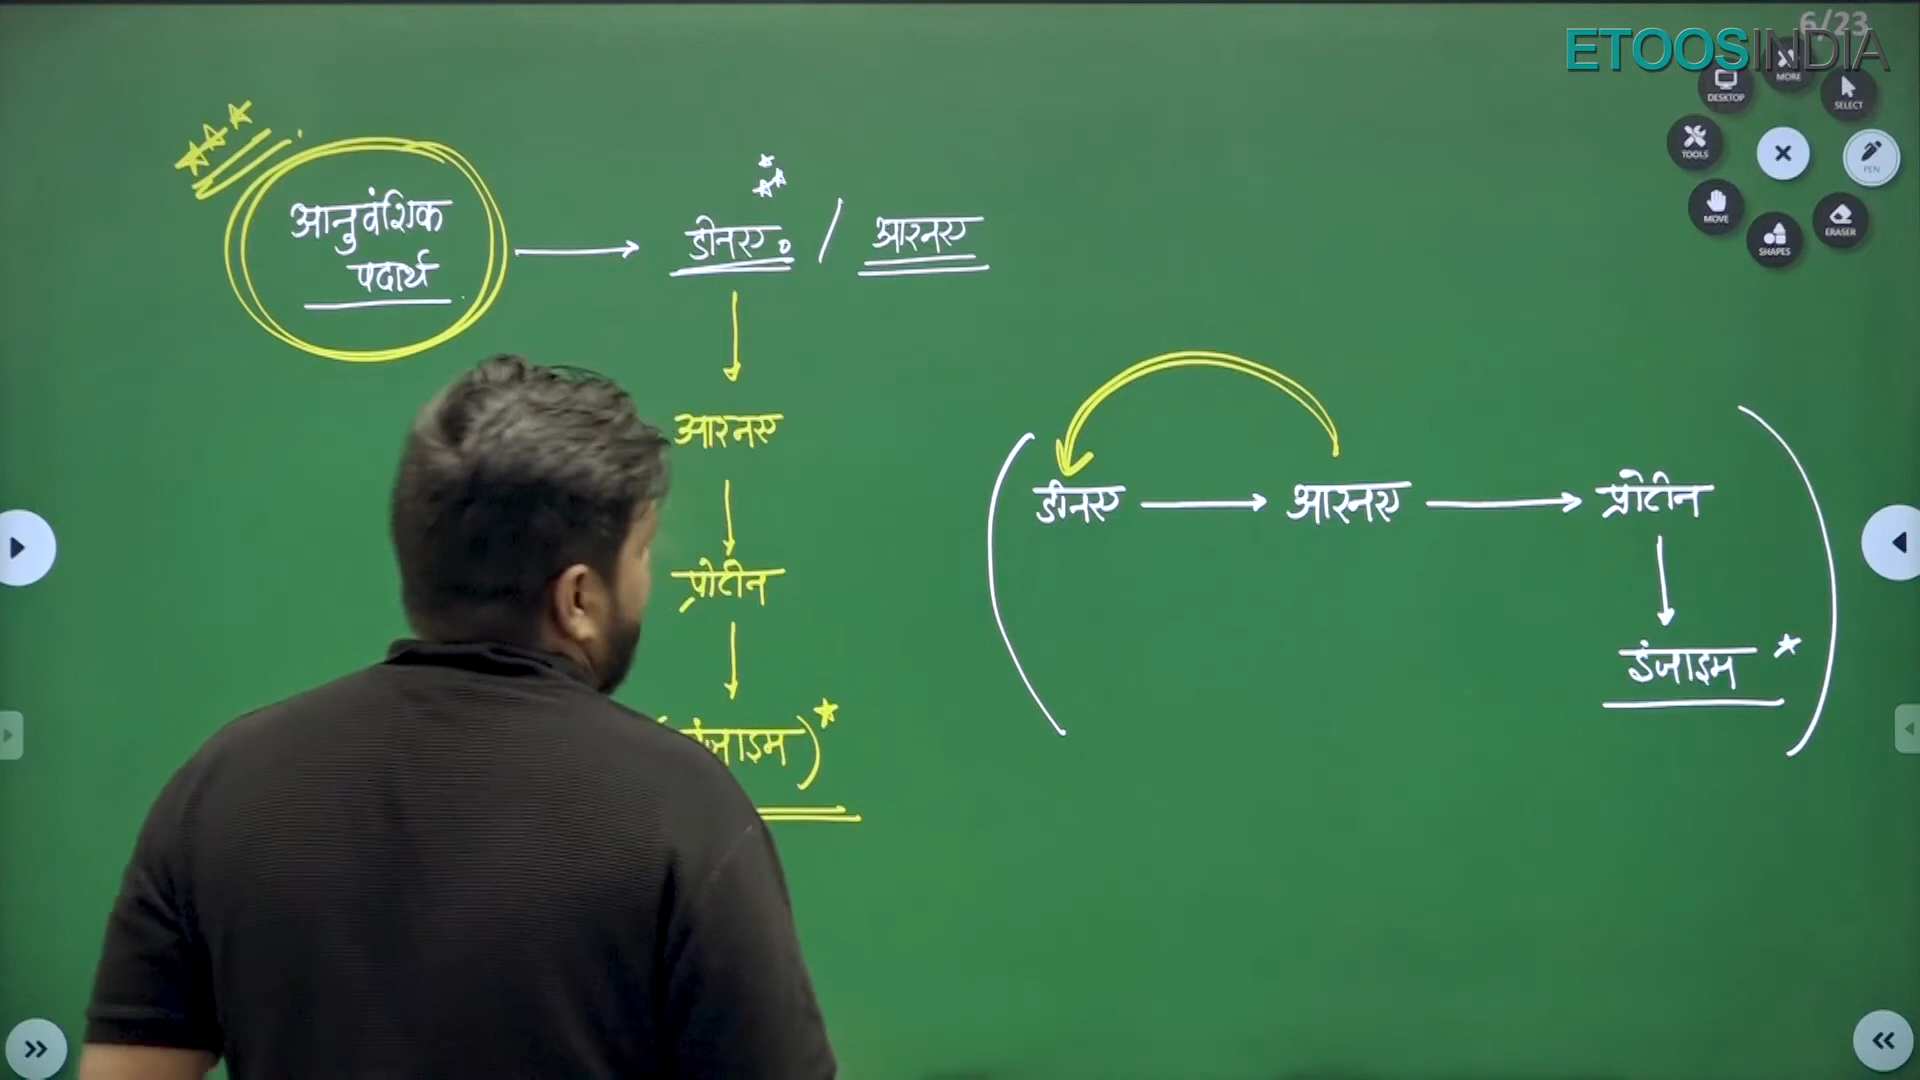 6/23
ETOOSINDIA
MORE
DESKTOP
SELECT
TOOLS
PEN
MOVE
ERASER
SHAPES
आनुवंशिक
पदार्थ
डीनए / आरनए
आरनए
प्रोटीन
डीनए → आरनए → प्रोटीन
इंजाइम